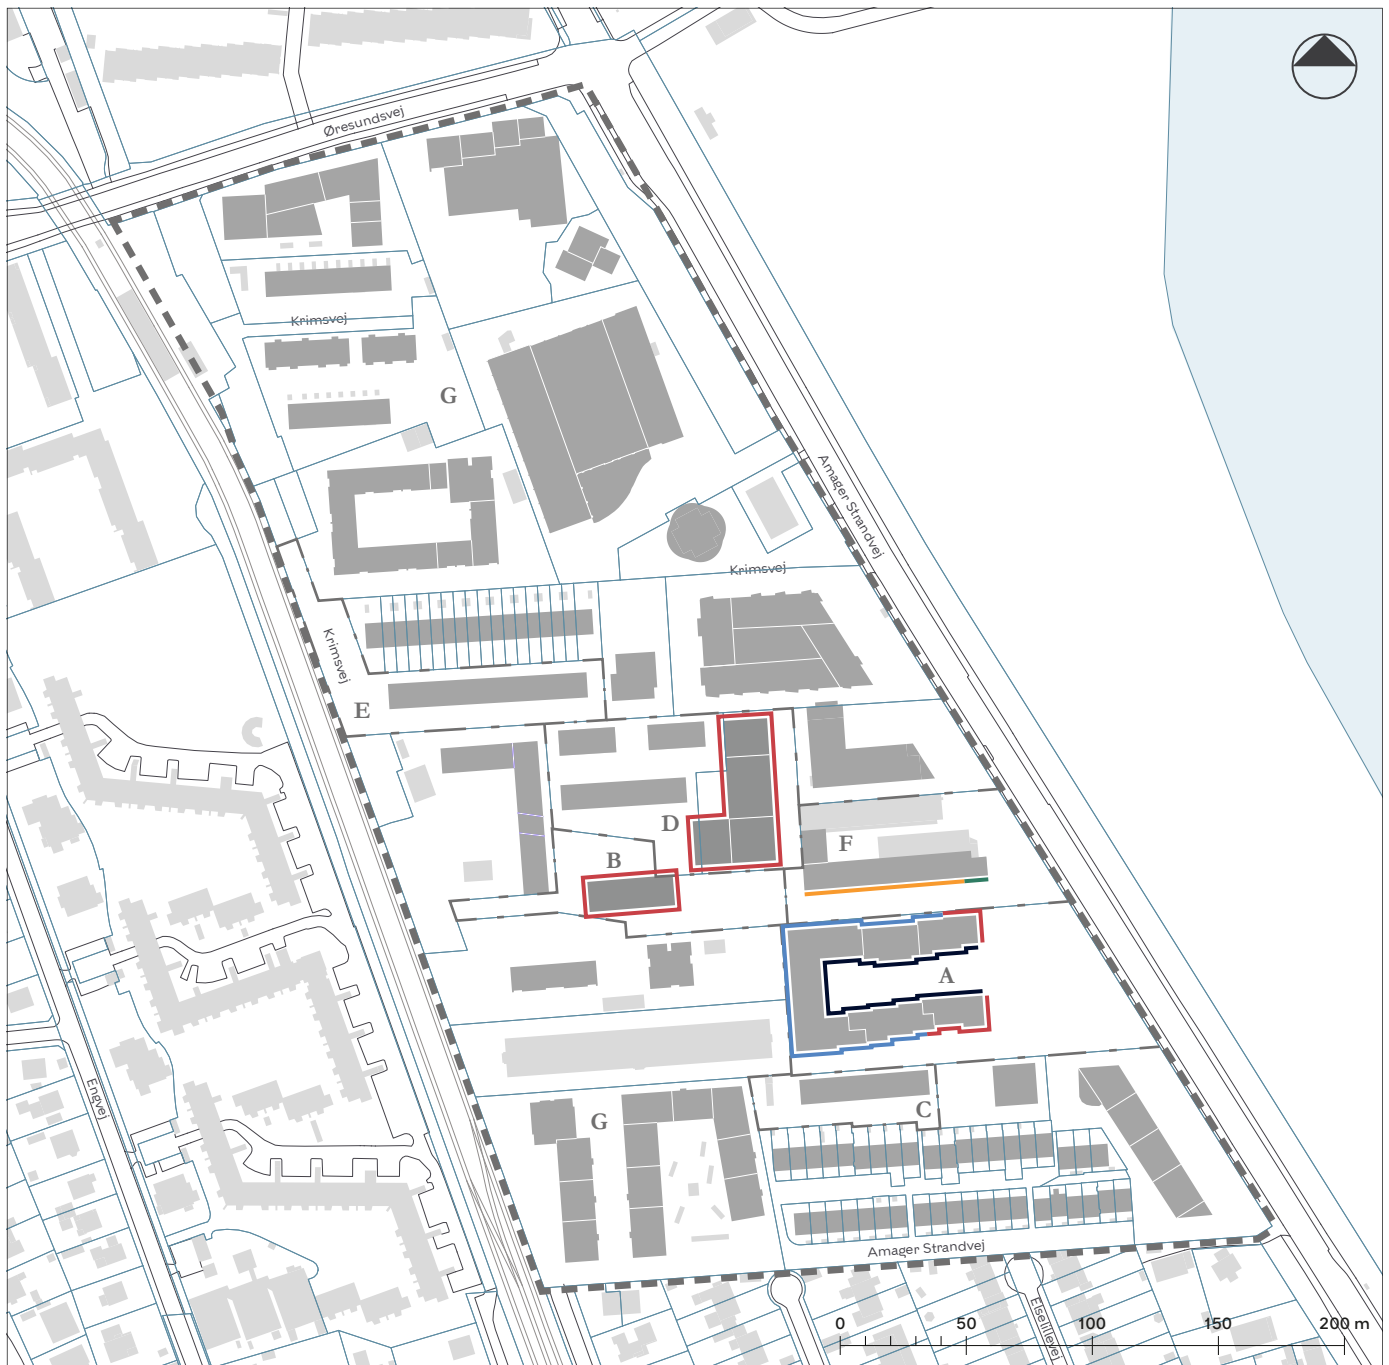 Øresundsvej
Krimsvej
G
Amager Strandvej
Krimsvej
Krimsvej
E
D
F
B
A
Engvej
C
G
Amager Strandvej
Elselillevej
0 50 100 150 200 m